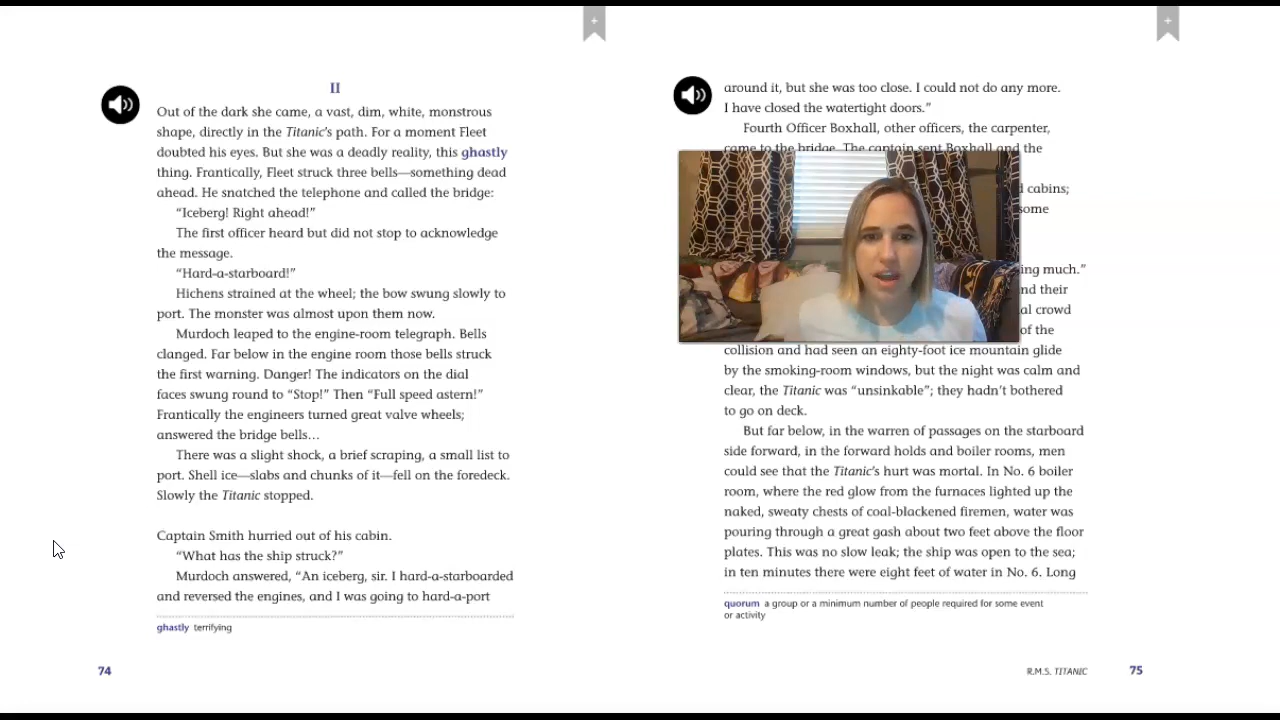 II
Out of the dark she came, a vast, dim, white, monstrous
shape, directly in the Titanic's path. For a moment Fleet
doubted his eyes. But she was a deadly reality, this ghastly
thing. Frantically, Fleet struck three bells—something dead
ahead. He snatched the telephone and called the bridge:
“Iceberg! Right ahead!”
The first officer heard but did not stop to acknowledge
the message.
“Hard-a-starboard!”
Hichens strained at the wheel; the bow swung slowly to
port. The monster was almost upon them now.
Murdoch leaped to the engine-room telegraph. Bells
clanged. Far below in the engine room those bells struck
the first warning. Danger! The indicators on the dial
faces swung round to “Stop!” Then “Full speed astern!”
Frantically the engineers turned great valve wheels;
answered the bridge bells…
There was a slight shock, a brief scraping, a small list to
port. Shell ice—slabs and chunks of it—fell on the foredeck.
Slowly the Titanic stopped.
Captain Smith hurried out of his cabin.
“What has the ship struck?”
Murdoch answered, “An iceberg, sir. I hard-a-starboarded
and reversed the engines, and I was going to hard-a-port
ghastly terrifying
74
around it, but she was too close. I could not do any more.
I have closed the watertight doors.”
Fourth Officer Boxhall, other officers, the carpenter,
came to the bridge. The captain sent Boxhall and the
cabins;
some
ing much.”
nd their
al crowd
of the
collision and had seen an eighty-foot ice mountain glide
by the smoking-room windows, but the night was calm and
clear, the Titanic was “unsinkable”; they hadn't bothered
to go on deck.
But far below, in the warren of passages on the starboard
side forward, in the forward holds and boiler rooms, men
could see that the Titanic's hurt was mortal. In No. 6 boiler
room, where the red glow from the furnaces lighted up the
naked, sweaty chests of coal-blackened firemen, water was
pouring through a great gash about two feet above the floor
plates. This was no slow leak; the ship was open to the sea;
in ten minutes there were eight feet of water in No. 6. Long
quorum a group or a minimum number of people required for some event
or activity
R.M.S. TITANIC 75